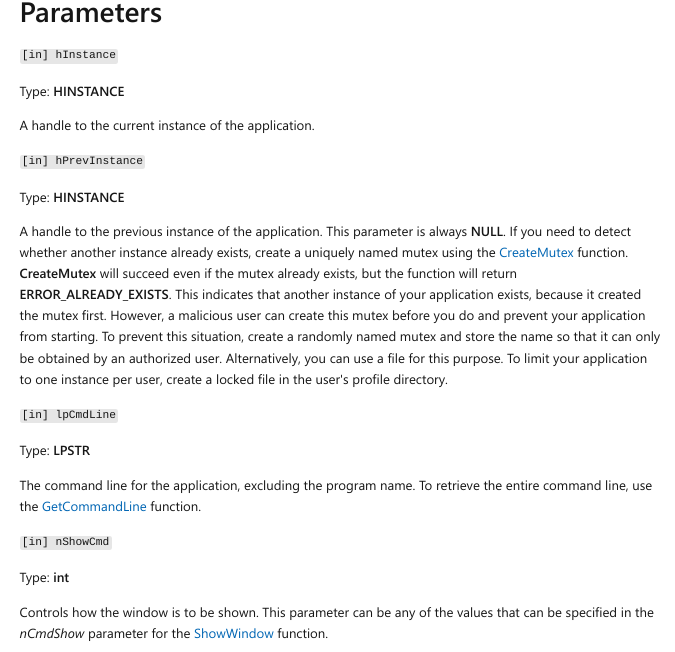 Parameters
[in] hInstance
Type: HINSTANCE
A handle to the current instance of the application.
[in] hPrevInstance
Type: HINSTANCE
A handle to the previous instance of the application. This parameter is always NULL. If you need to detect
whether another instance already exists, create a uniquely named mutex using the CreateMutex function.
CreateMutex will succeed even if the mutex already exists, but the function will return
ERROR_ALREADY_EXISTS. This indicates that another instance of your application exists, because it created
the mutex first. However, a malicious user can create this mutex before you do and prevent your application
from starting. To prevent this situation, create a randomly named mutex and store the name so that it can only
be obtained by an authorized user. Alternatively, you can use a file for this purpose. To limit your application
to one instance per user, create a locked file in the user's profile directory.
[in] lpCmdLine
Type: LPSTR
The command line for the application, excluding the program name. To retrieve the entire command line, use
the GetCommandLine function.
[in] nShowCmd
Type: int
Controls how the window is to be shown. This parameter can be any of the values that can be specified in the
nCmdShow parameter for the ShowWindow function.